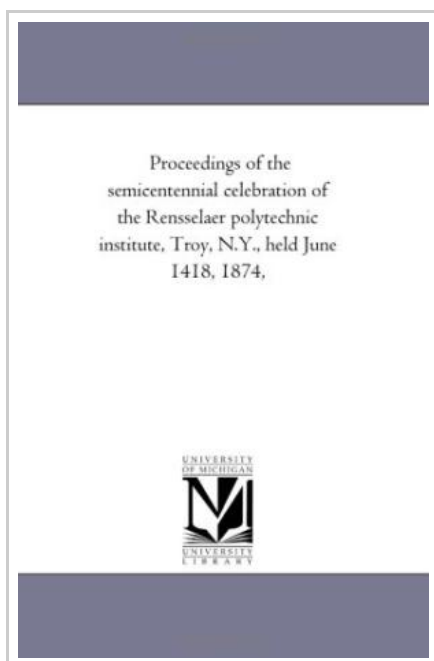 Proceedings of the
semicentennial celebration of
the Rensselaer polytechnic
institute, Troy, N.Y., held June
1418, 1874,
UNIVERSITY
OF MICHIGAN
UNIVERSITY
LIBRARY